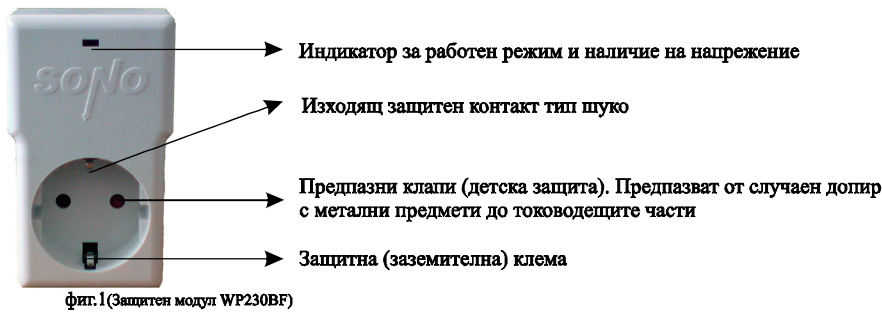 Индикатор за работен режим и наличие на напрежение
SONO
Изходящ защитен контакт тип шуко
Предпазни клапи (детска защита). Предпазват от случаен допир
с метални предмети до тоководещите части
Защитна (заземителна) клема
фиг.1(Защитен модул WP230BF)